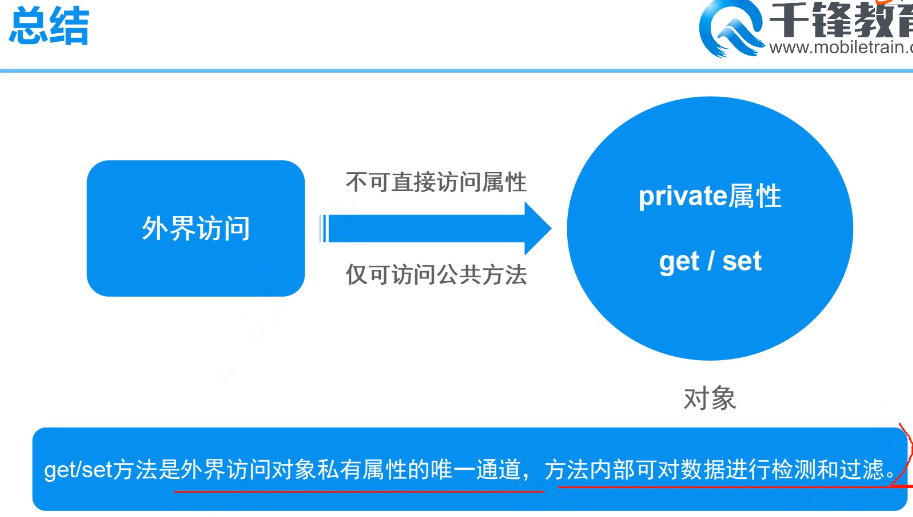 总结
千锋教育
www.mobiletrain.c
外界访问
不可直接访问属性
仅可访问公共方法
private属性
get / set
对象
get/set方法是外界访问对象私有属性的唯一通道，方法内部可对数据进行检测和过滤。